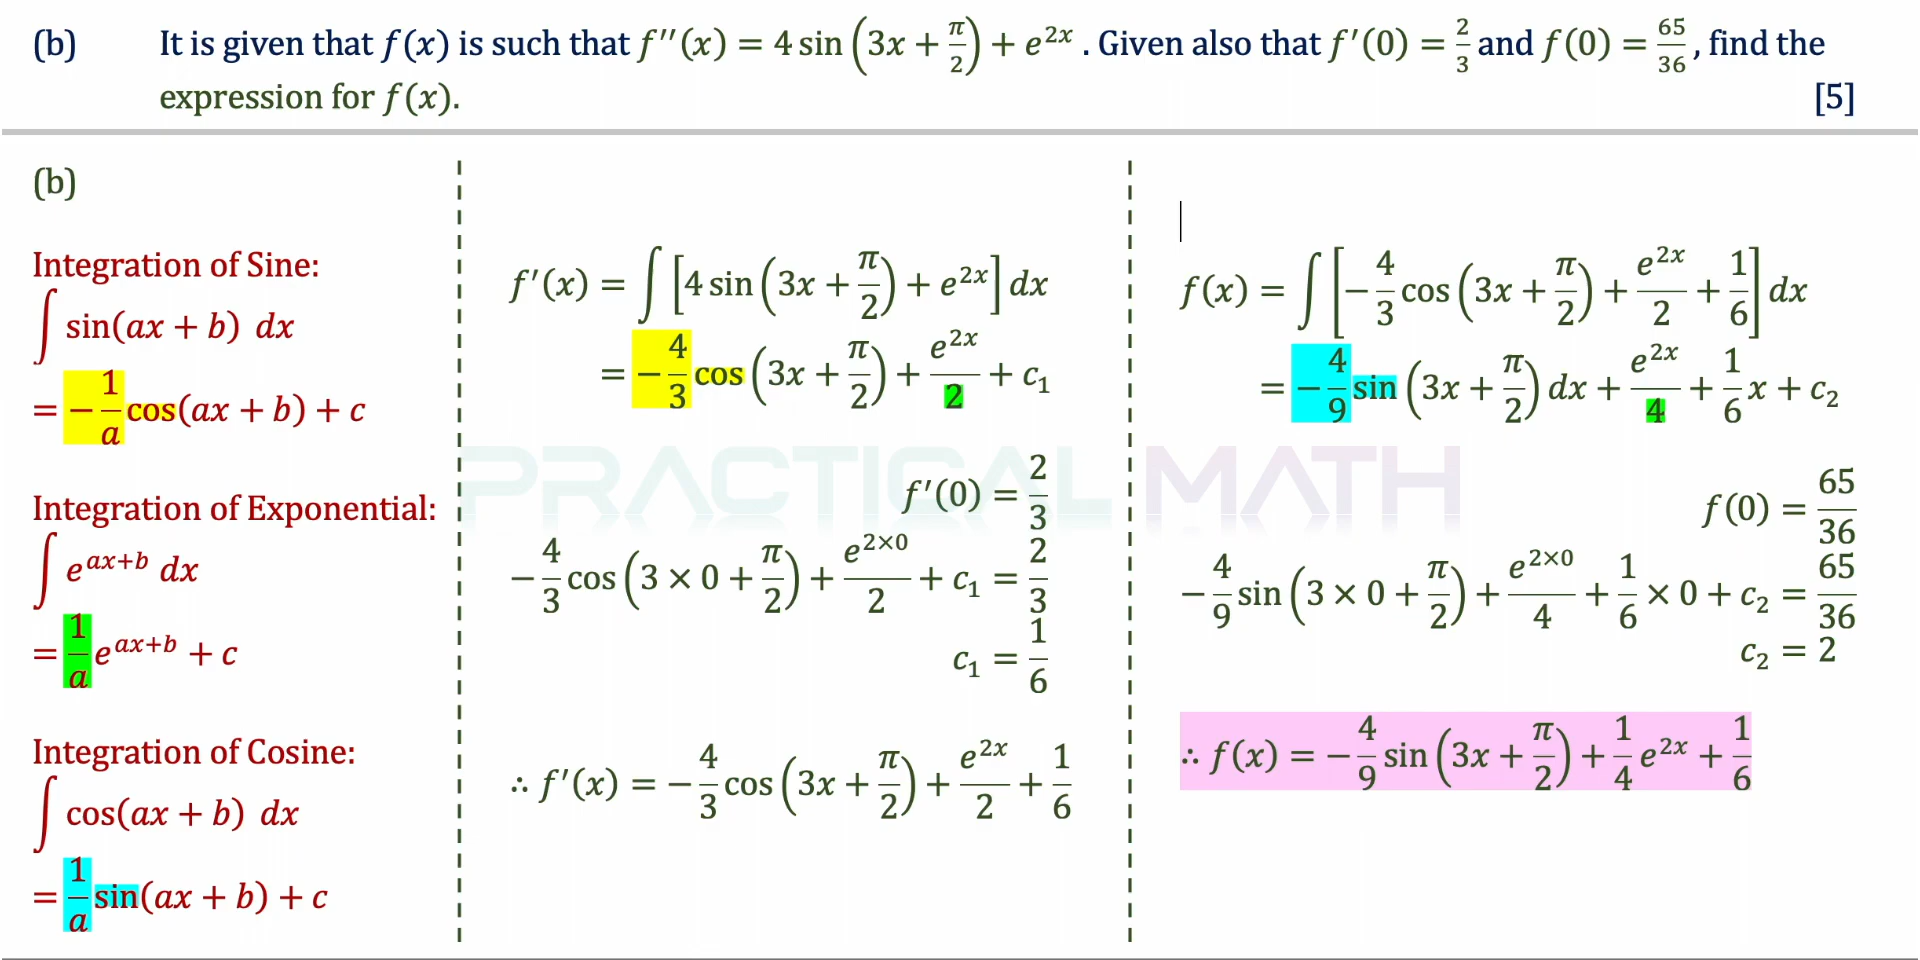 (b) It is given that f(x) is such that f''(x) = 4 sin(3x + π/2) + e^(2x) . Given also that f'(0) = 2/3 and f(0) = 65/36, find the
expression for f(x). [5]
(b)
Integration of Sine:
∫ sin(ax + b) dx
= −1/a cos(ax + b) + c
Integration of Exponential:
∫ e^(ax+b) dx
= 1/a e^(ax+b) + c
Integration of Cosine:
∫ cos(ax + b) dx
= 1/a sin(ax + b) + c
f'(x) = ∫ [4 sin(3x + π/2) + e^(2x)] dx
= −4/3 cos(3x + π/2) + e^(2x)/2 + c₁
f'(0) = 2/3
−4/3 cos(3 × 0 + π/2) + e^(2×0)/2 + c₁ = 2/3
c₁ = 1/6
∴ f'(x) = −4/3 cos(3x + π/2) + e^(2x)/2 + 1/6
f(x) = ∫ [−4/3 cos(3x + π/2) + e^(2x)/2 + 1/6] dx
= −4/9 sin(3x + π/2) dx + e^(2x)/4 + 1/6 x + c₂
f(0) = 65/36
−4/9 sin(3 × 0 + π/2) + e^(2×0)/4 + 1/6 × 0 + c₂ = 65/36
c₂ = 2
∴ f(x) = −4/9 sin(3x + π/2) + 1/4 e^(2x) + 1/6
PRACTICAL MATH